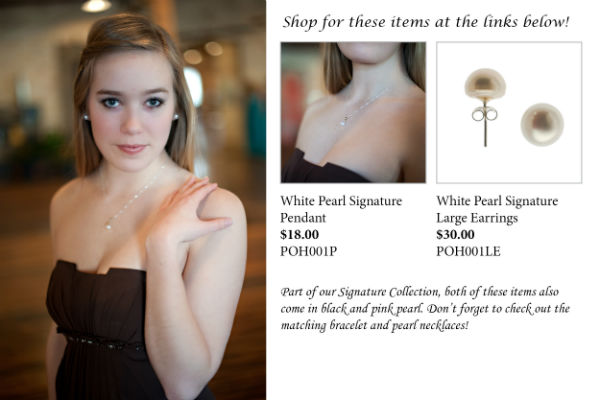 Shop for these items at the links below!
White Pearl Signature
Pendant
$18.00
POH001P
White Pearl Signature
Large Earrings
$30.00
POH001LE
Part of our Signature Collection, both of these items also
come in black and pink pearl. Don't forget to check out the
matching bracelet and pearl necklaces!